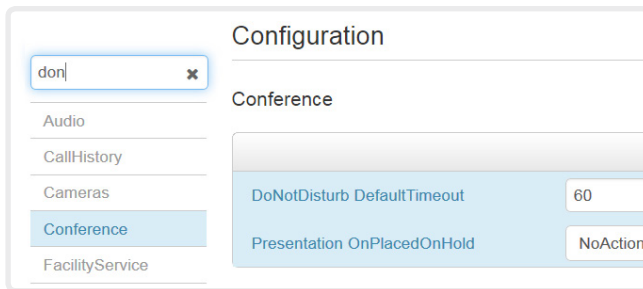 Configuration
don
Conference
Audio
CallHistory
Cameras
Conference
FacilityService
DoNotDisturb DefaultTimeout
60
Presentation OnPlacedOnHold
NoAction